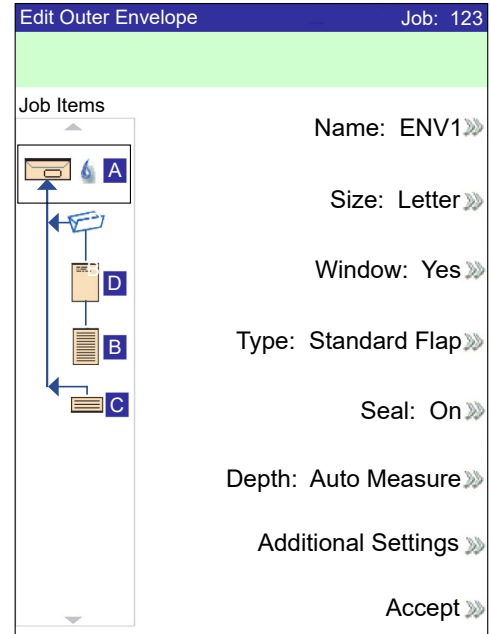 Edit Outer Envelope Job: 123
Job Items
Name: ENV1
A
Size: Letter
Window: Yes
D
Type: Standard Flap
B
Seal: On
C
Depth: Auto Measure
Additional Settings
Accept